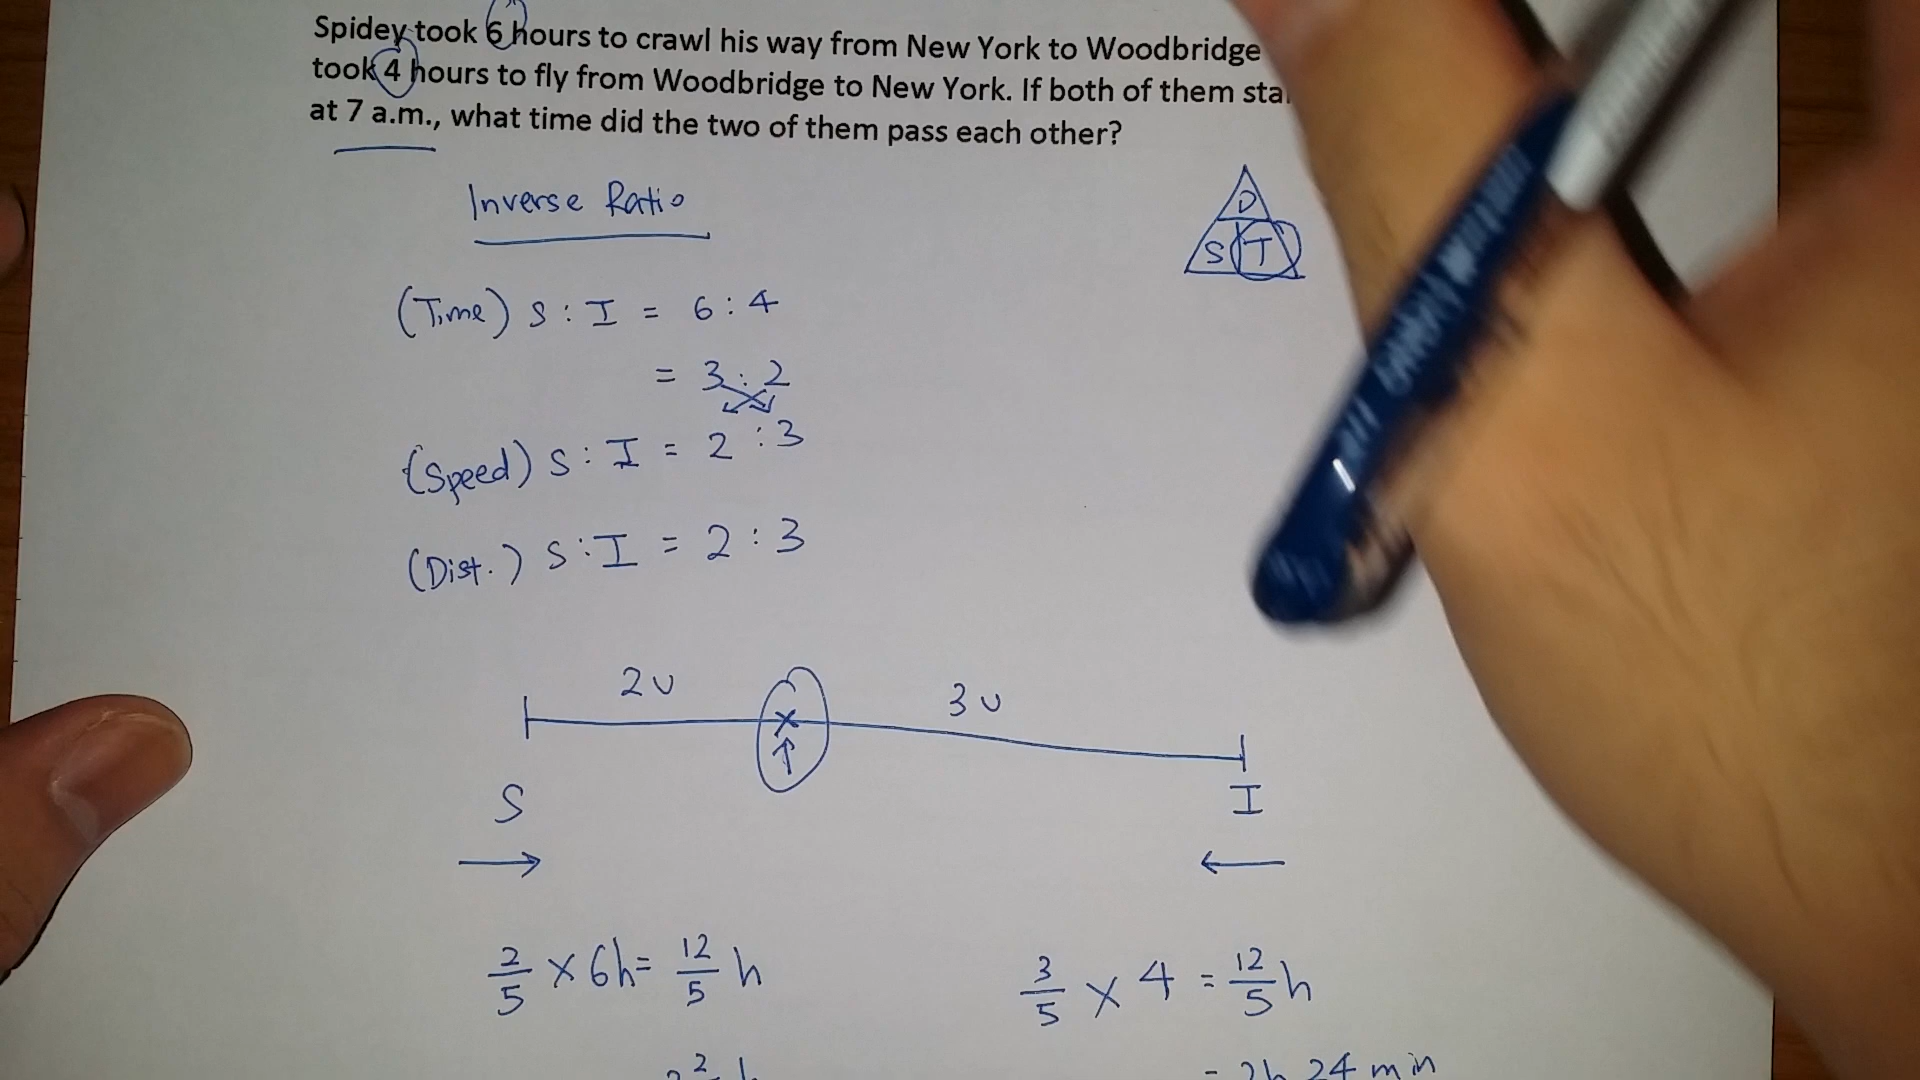 Spidey took 6 hours to crawl his way from New York to Woodbridge
took 4 hours to fly from Woodbridge to New York. If both of them
at 7 a.m., what time did the two of them pass each other?
Inverse Ratio
D
S T
(Time) S : I = 6 : 4
= 3 : 2
(Speed) S : I = 2 : 3
(Dist.) S : I = 2 : 3
2u 3u
S I
2/5 × 6h = 12/5 h
3/5 × 4 = 12/5 h
= 2h 24 min